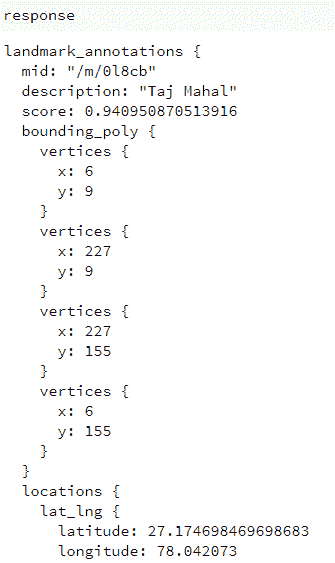 response
landmark_annotations {
  mid: "/m/0l8cb"
  description: "Taj Mahal"
  score: 0.940950870513916
  bounding_poly {
    vertices {
      x: 6
      y: 9
    }
    vertices {
      x: 227
      y: 9
    }
    vertices {
      x: 227
      y: 155
    }
    vertices {
      x: 6
      y: 155
    }
  }
  locations {
    lat_lng {
      latitude: 27.174698469698683
      longitude: 78.042073